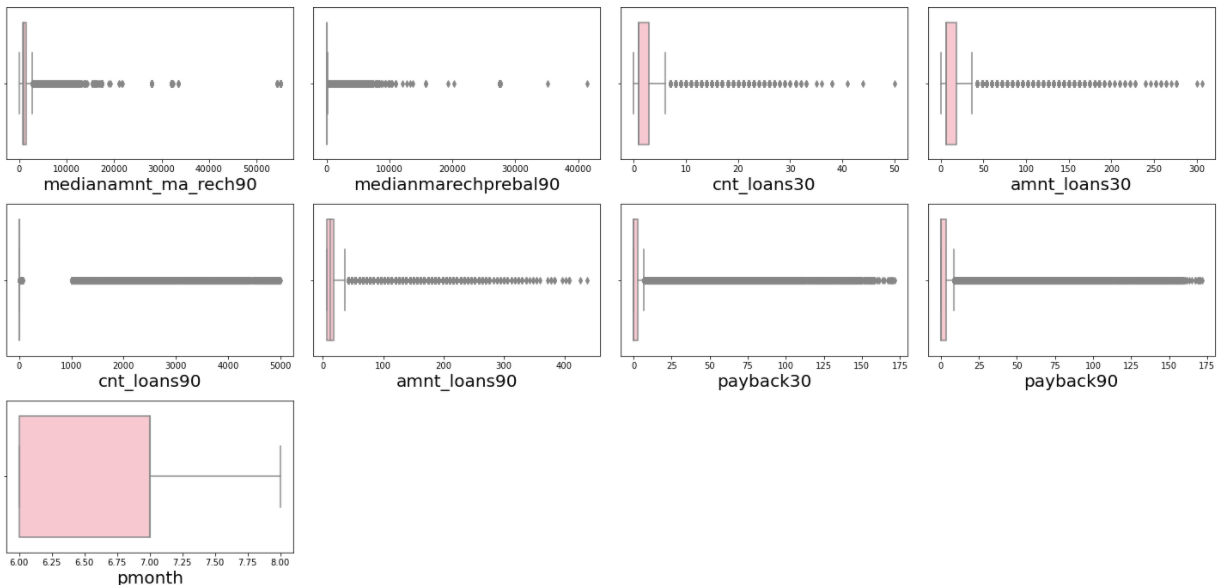 0 10000 20000 30000 40000 50000
medianamnt_ma_rech90
0 10000 20000 30000 40000
medianmarechprebal90
0 10 20 30 40 50
cnt_loans30
0 50 100 150 200 250 300
amnt_loans30
0 1000 2000 3000 4000 5000
cnt_loans90
0 100 200 300 400
amnt_loans90
0 25 50 75 100 125 150 175
payback30
0 25 50 75 100 125 150 175
payback90
6.00 6.25 6.50 6.75 7.00 7.25 7.50 7.75 8.00
pmonth